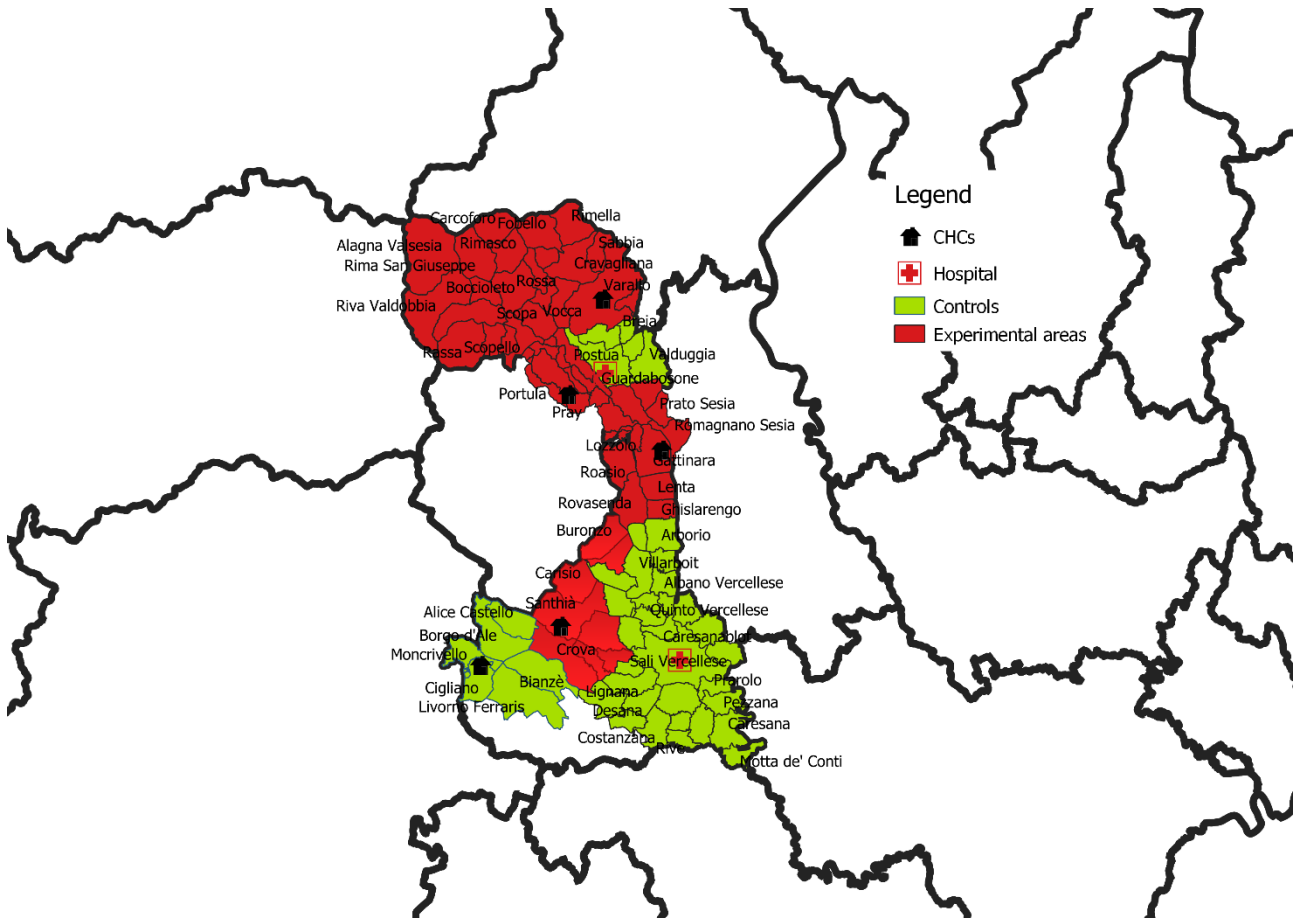 Legend
CHCs
Hospital
Controls
Experimental areas
Carcoforo
Fobello
Rimella
Alagna Valsesia
Rimasco
Sabbia
Rima San Giuseppe
Cravagliana
Boccioleto
Rossa
Varallo
Riva Valdobbia
Scopa
Vocca
Breia
Rassa
Scopello
Postua
Valduggia
Guardabosone
Portula
Pray
Prato Sesia
Romagnano Sesia
Lozzolo
Gattinara
Roasio
Lenta
Rovasenda
Ghislarengo
Buronzo
Arborio
Villarboit
Carisio
Albano Vercellese
Santhià
Quinto Vercellese
Alice Castello
Borgo d'Ale
Caresanablot
Moncrivello
Crova
Sali Vercellese
Cigliano
Bianzè
Lignana
Prarolo
Livorno Ferraris
Desana
Pezzana
Caresana
Costanzana
Rive
Motta de' Conti